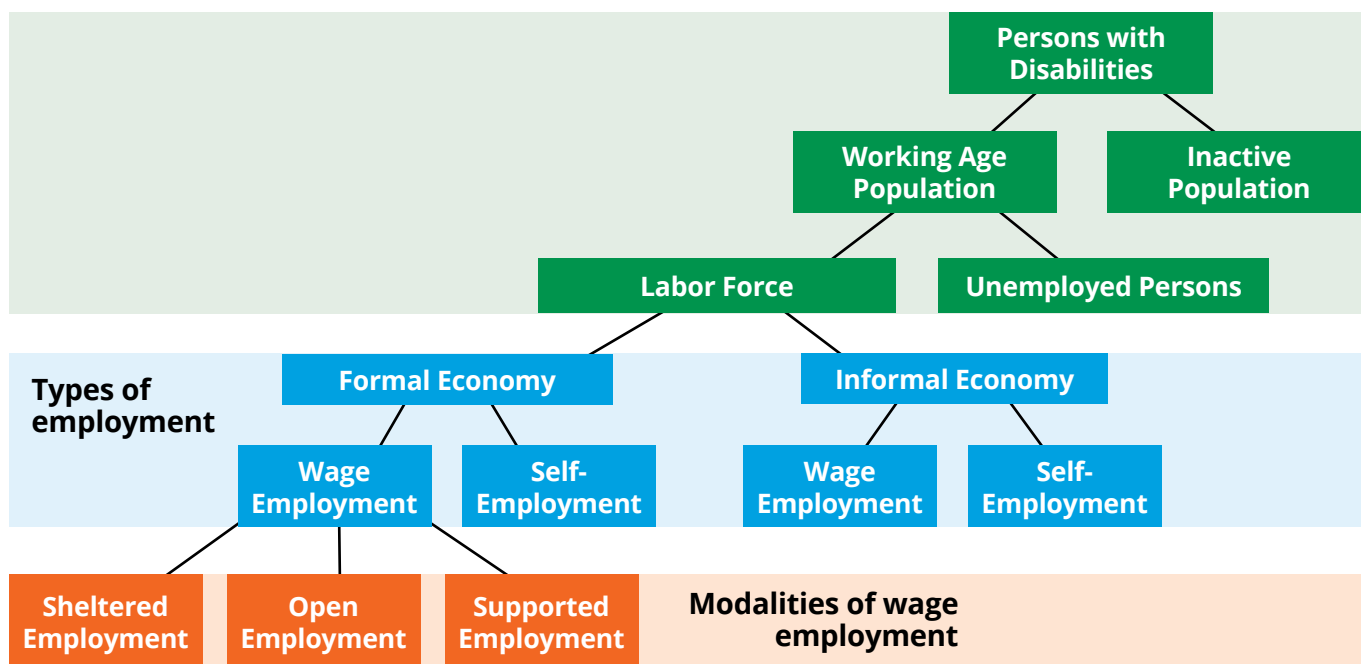 Persons with
Disabilities
Working Age
Population
Inactive
Population
Labor Force
Unemployed Persons
Types of
employment
Formal Economy
Informal Economy
Wage
Employment
Self-
Employment
Wage
Employment
Self-
Employment
Sheltered
Employment
Open
Employment
Supported
Employment
Modalities of wage
employment